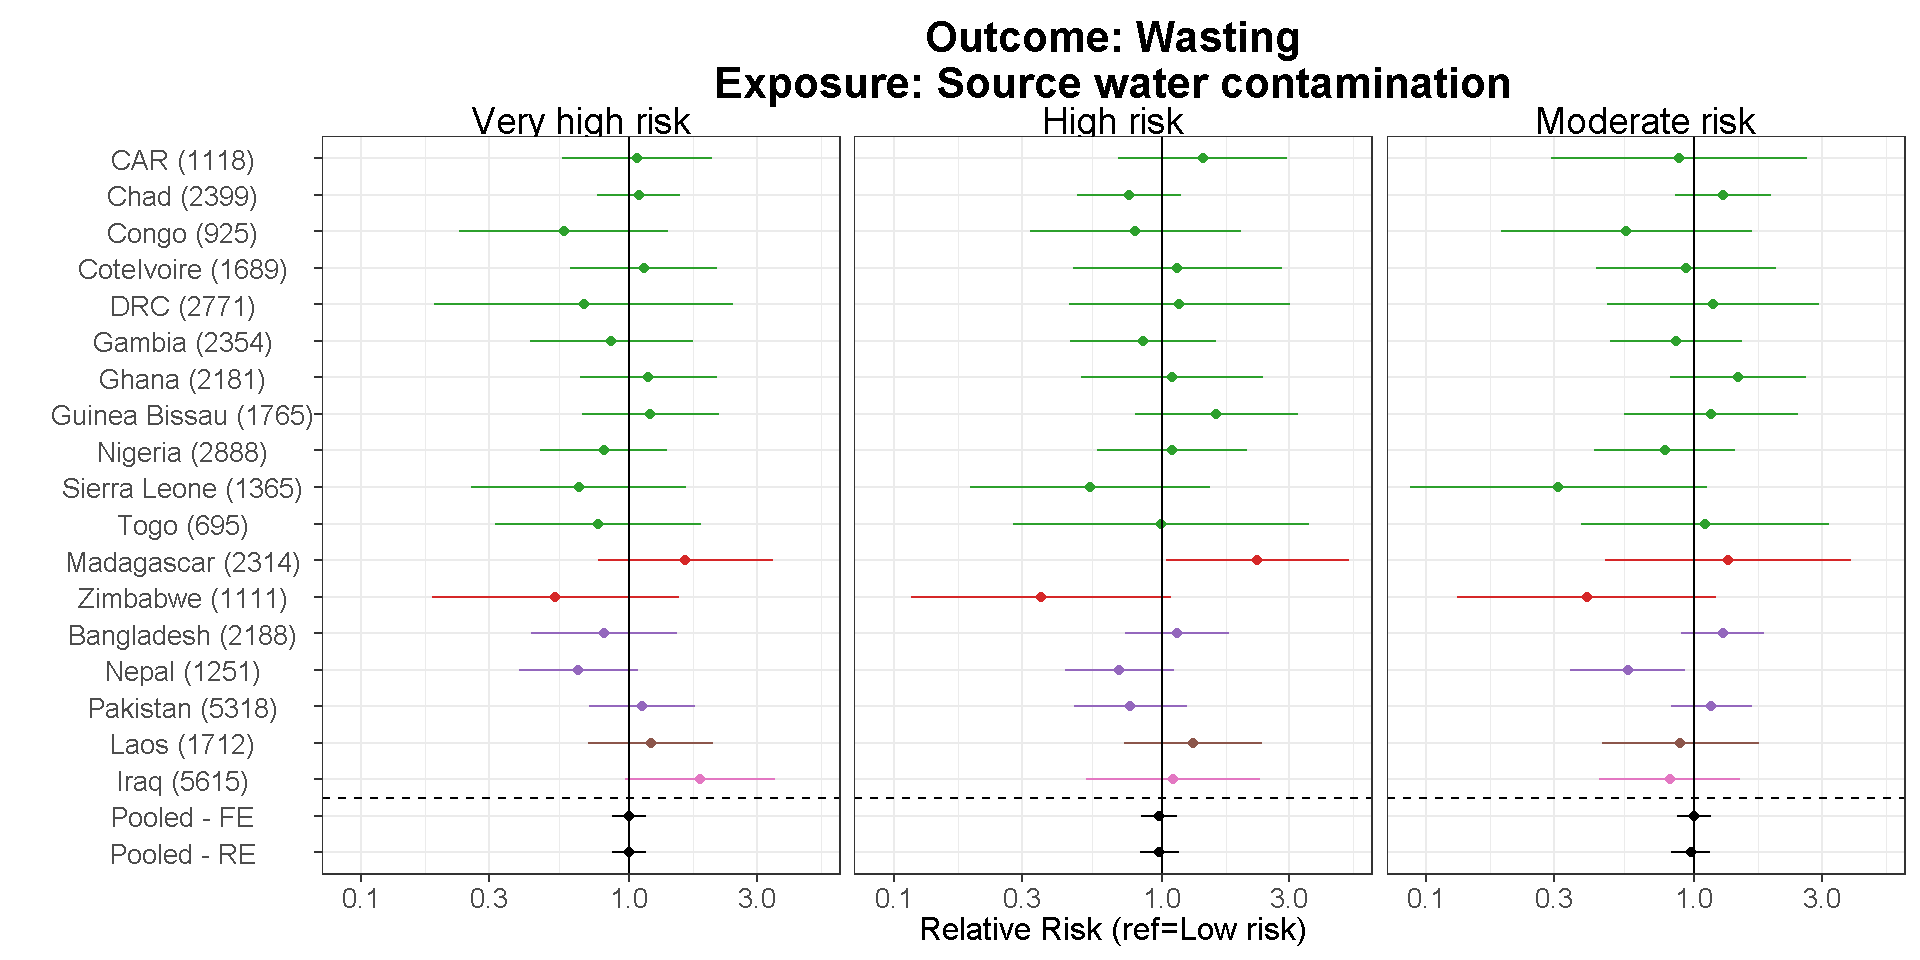 Outcome: Wasting
Exposure: Source water contamination
Very high risk
High risk
Moderate risk
CAR (1118)
Chad (2399)
Congo (925)
CoteIvoire (1689)
DRC (2771)
Gambia (2354)
Ghana (2181)
Guinea Bissau (1765)
Nigeria (2888)
Sierra Leone (1365)
Togo (695)
Madagascar (2314)
Zimbabwe (1111)
Bangladesh (2188)
Nepal (1251)
Pakistan (5318)
Laos (1712)
Iraq (5615)
Pooled - FE
Pooled - RE
0.1 0.3 1.0 3.0
0.1 0.3 1.0 3.0
0.1 0.3 1.0 3.0
Relative Risk (ref=Low risk)